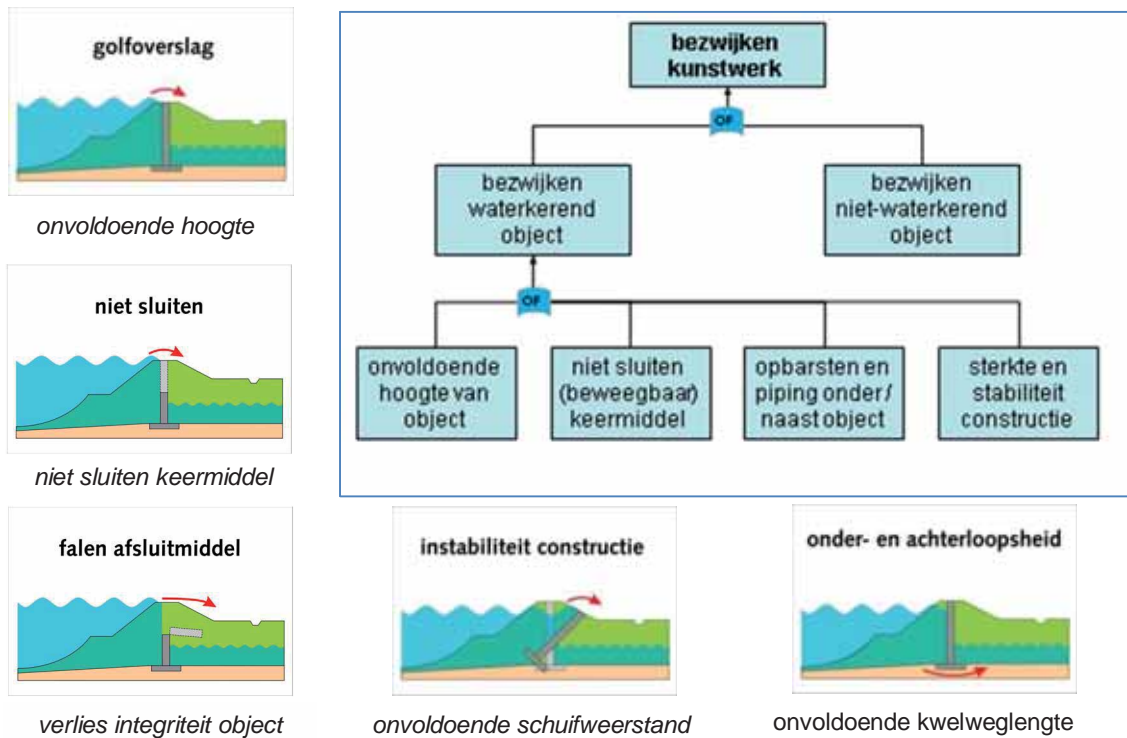 golfoverslag
onvoldoende hoogte
niet sluiten
niet sluiten keermiddel
falen afsluitmiddel
verlies integriteit object
bezwijken
kunstwerk
OF
bezwijken
waterkerend
object
bezwijken
niet-waterkerend
object
OF
onvoldoende
hoogte van
object
niet sluiten
(beweegbaar)
keermiddel
opbarsten en
piping onder/
naast object
sterkte en
stabiliteit
constructie
instabiliteit constructie
onvoldoende schuifweerstand
onder- en achterloopsheid
onvoldoende kwelweglengte